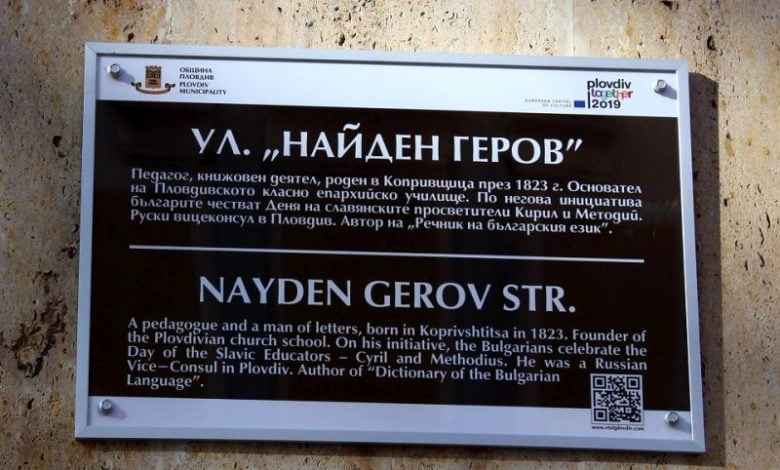 ОБЩИНА
ПЛОВДИВ
PLOVDIV
MUNICIPALITY
EUROPEAN CAPITAL
OF CULTURE
plovdiv
together
2019
УЛ. „НАЙДЕН ГЕРОВ”
Педагог, книжовен деятел, роден в Копривщица през 1823 г. Основател
на Пловдивското класно епархийско училище. По негова инициатива
българите честват Деня на славянските просветители Кирил и Методий.
Руски вицеконсул в Пловдив. Автор на „Речник на българския език”.
NAYDEN GEROV STR.
A pedagogue and a man of letters, born in Koprivshtitsa in 1823. Founder of
the Plovdivian church school. On his initiative, the Bulgarians celebrate the
Day of the Slavic Educators – Cyril and Methodius. He was a Russian
Vice–Consul in Plovdiv. Author of “Dictionary of the Bulgarian
Language”.
www.visitplovdiv.com